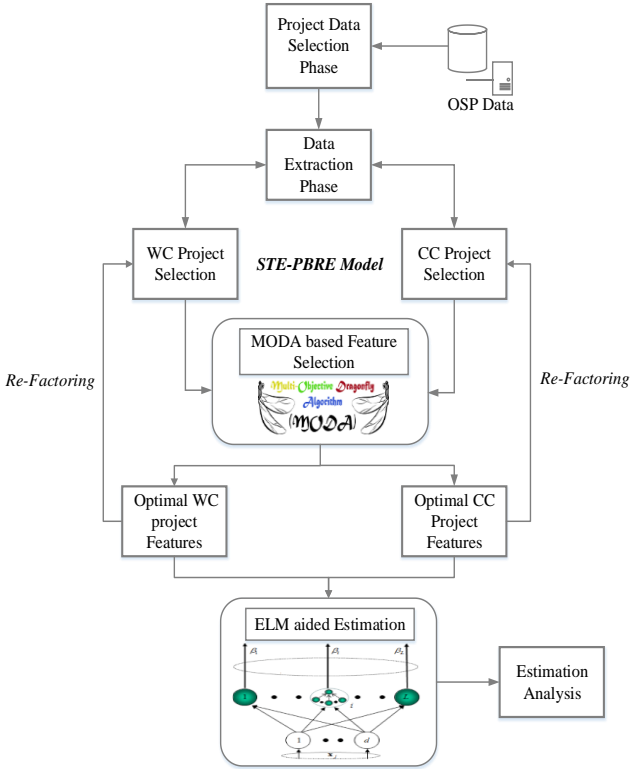 Project Data
Selection
Phase
OSP Data
Data
Extraction
Phase
WC Project
Selection
STE-PBRE Model
CC Project
Selection
MODA based Feature
Selection
Multi-Objective Dragonfly
Algorithm
(MODA)
Re-Factoring
Re-Factoring
Optimal WC
project
Features
Optimal CC
Project
Features
ELM aided Estimation
1
d
Estimation
Analysis